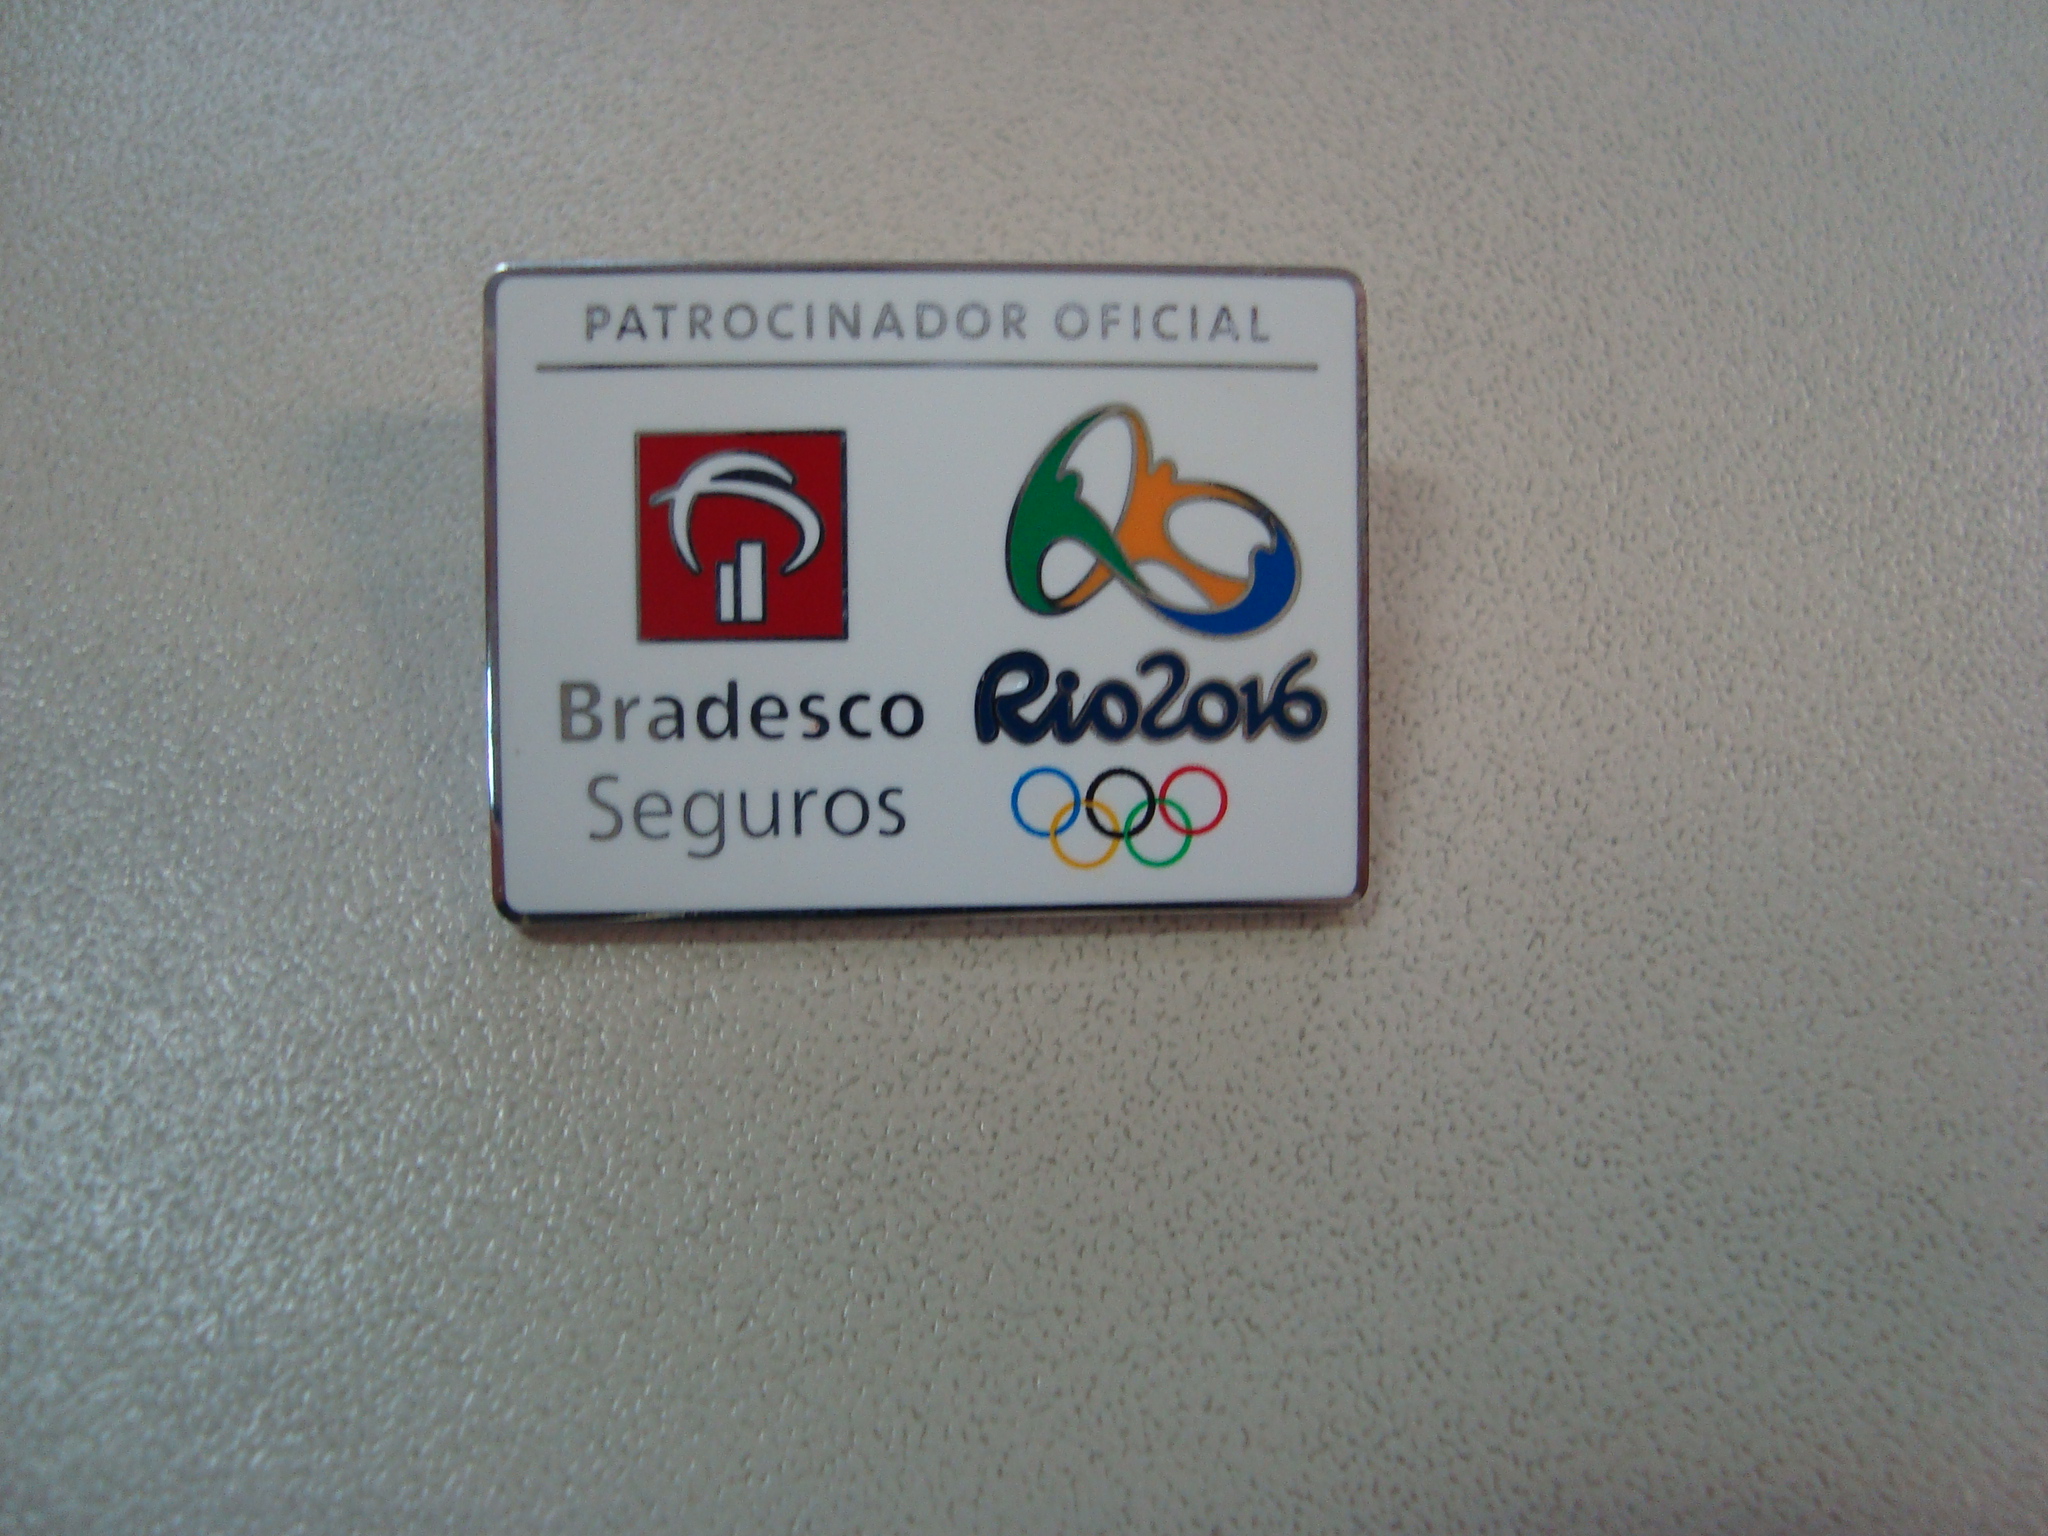 PATROCINADOR OFICIAL
Bradesco
Seguros
Rio2016